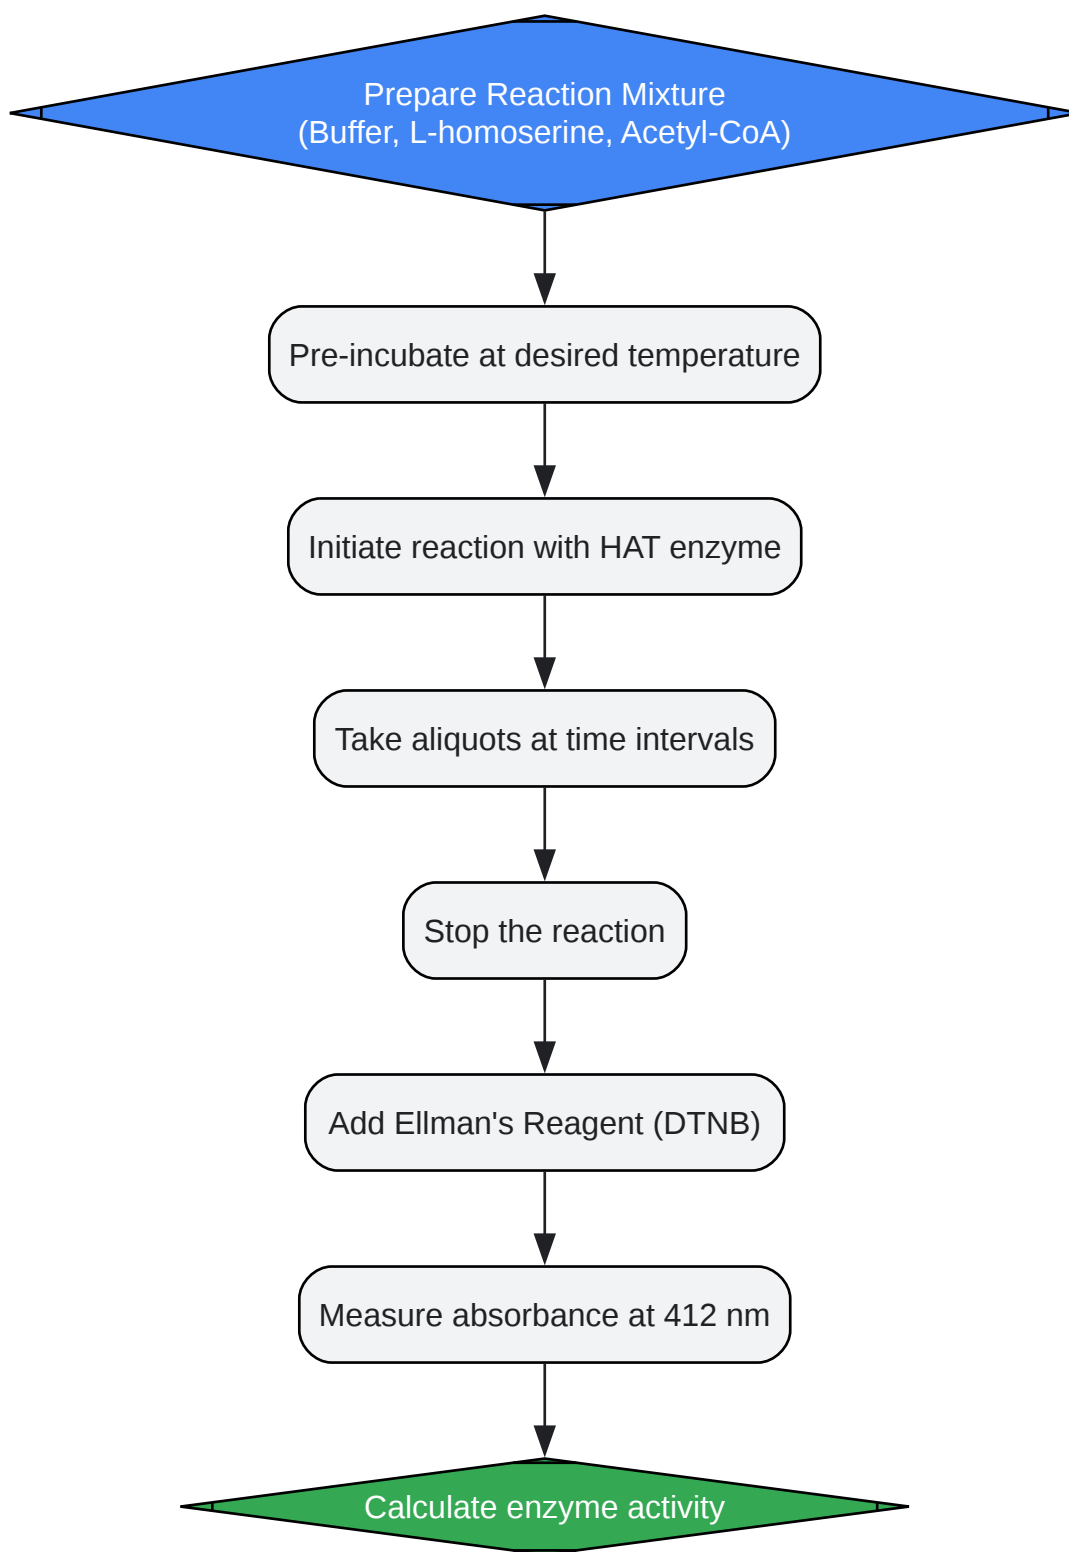 Prepare Reaction Mixture
(Buffer, L-homoserine, Acetyl-CoA)
Pre-incubate at desired temperature
Initiate reaction with HAT enzyme
Take aliquots at time intervals
Stop the reaction
Add Ellman's Reagent (DTNB)
Measure absorbance at 412 nm
Calculate enzyme activity